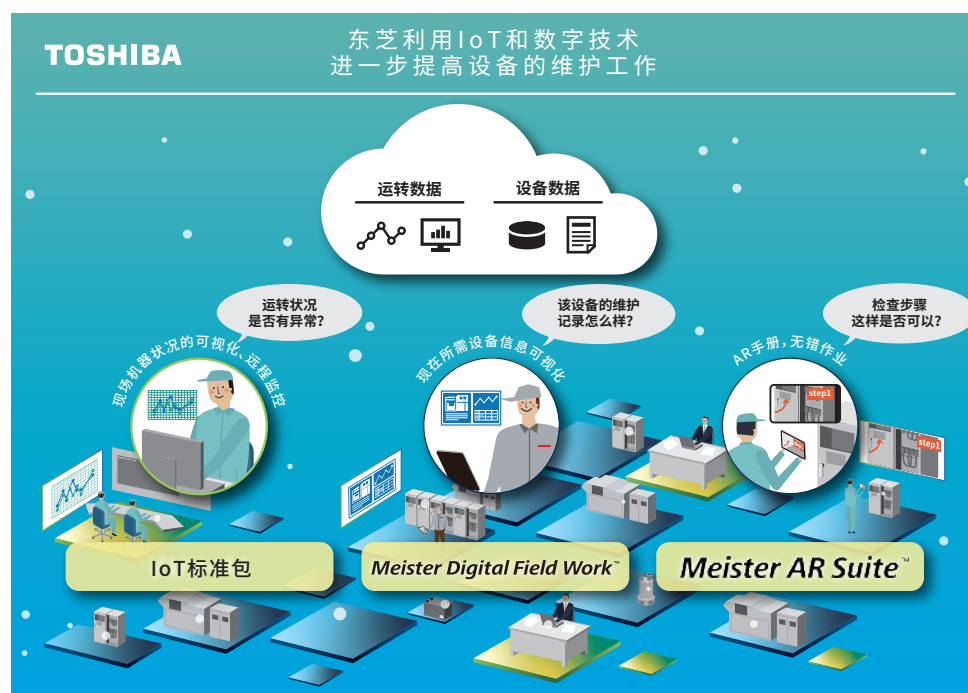 TOSHIBA
东芝利用IoT和数字技术
进一步提高设备的维护工作
运转数据
设备数据
运转状况
是否有异常?
该设备的维护
记录怎么样?
检查步骤
这样是否可以?
现场机器状况的可视化、远程监控
现在所需设备信息可视化
AR手册，无错作业
step1
step1
IoT标准包
Meister Digital Field Work™
Meister AR Suite™